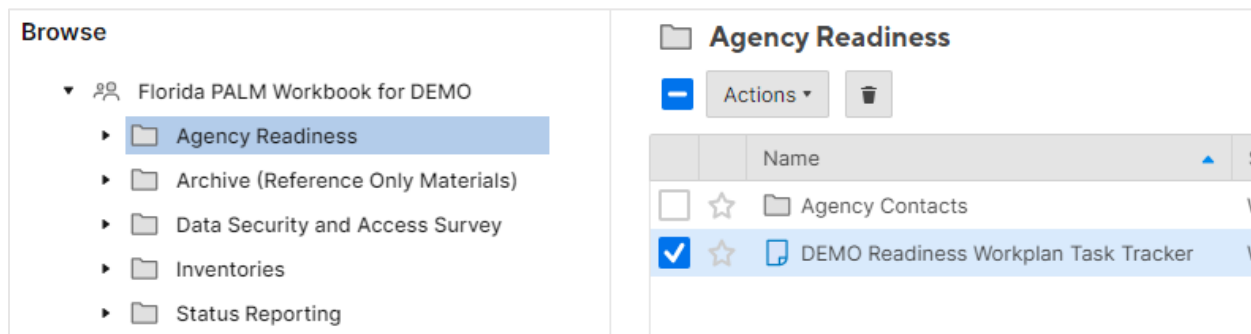 Browse
Florida PALM Workbook for DEMO
Agency Readiness
Archive (Reference Only Materials)
Data Security and Access Survey
Inventories
Status Reporting
Agency Readiness
Actions
Name
Agency Contacts
DEMO Readiness Workplan Task Tracker